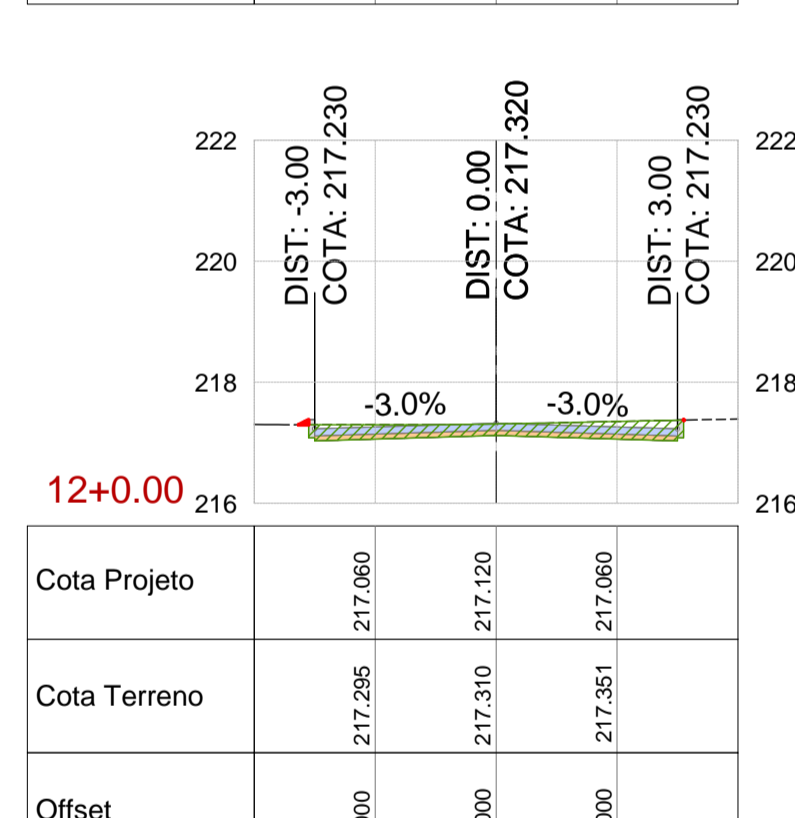 DIST: -3.00
COTA: 217.230
DIST: 0.00
COTA: 217.320
DIST: 3.00
COTA: 217.230
222
222
220
220
218
218
-3.0%
-3.0%
12+0.00
216
216
Cota Projeto
217.060
217.120
217.060
Cota Terreno
217.295
217.310
217.351
Offset